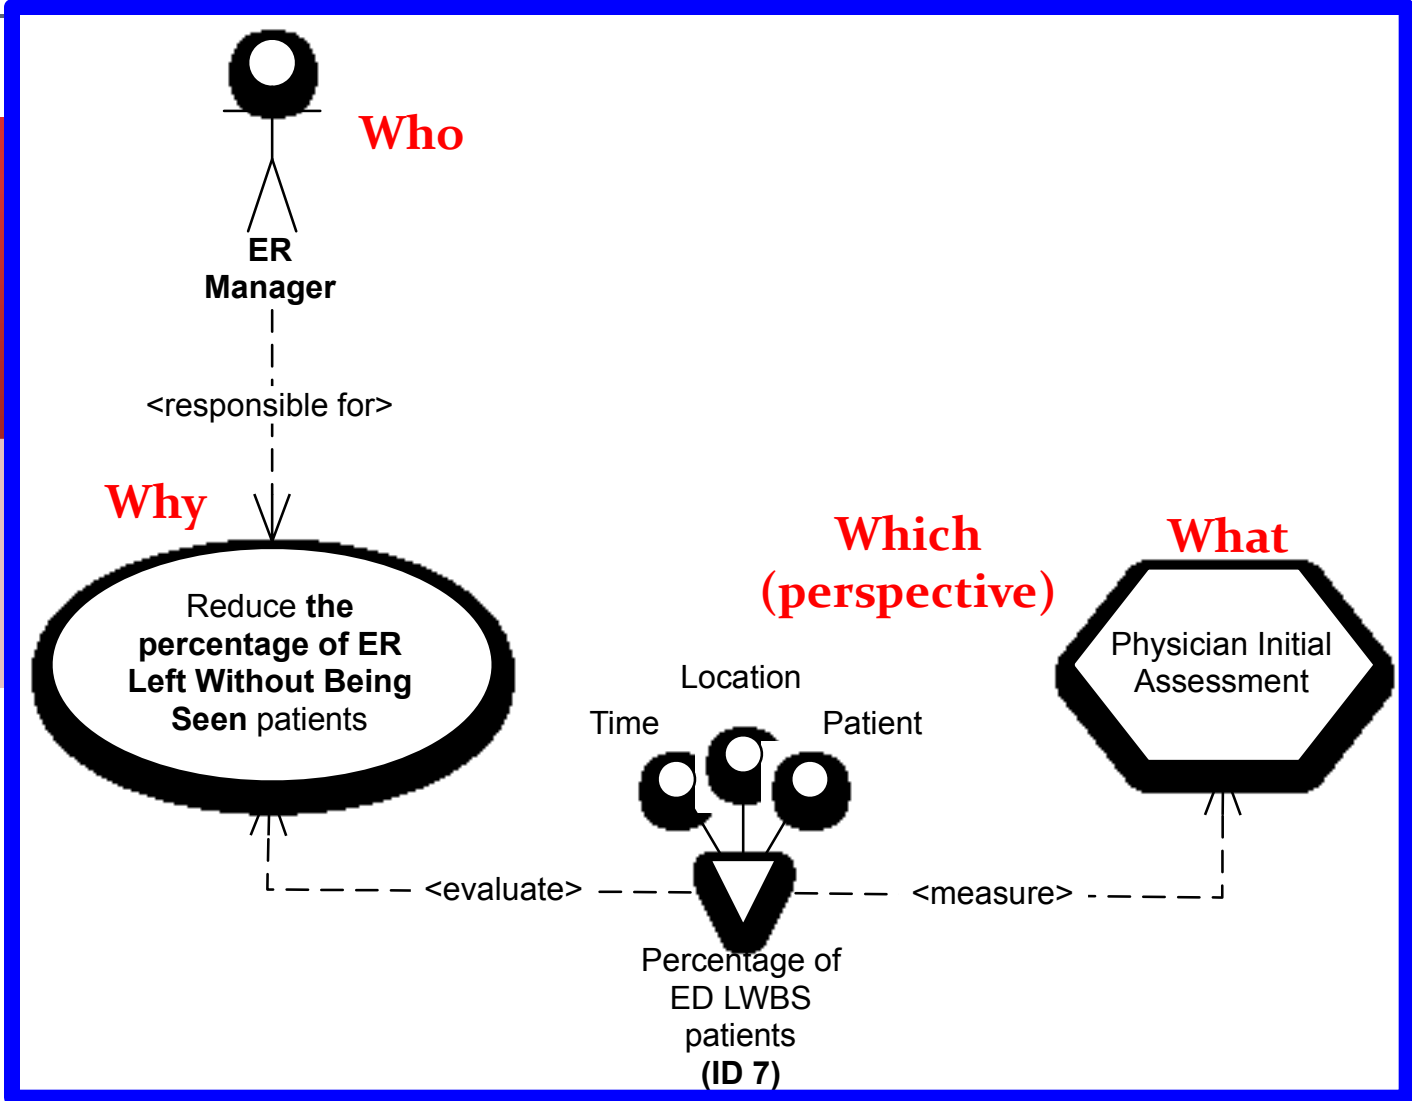 Who
ER
Manager
<responsible for>
Why
Reduce the
percentage of ER
Left Without Being
Seen patients
Which
(perspective)
What
Physician Initial
Assessment
Location
Time
Patient
<evaluate>
<measure>
Percentage of
ED LWBS
patients
(ID 7)